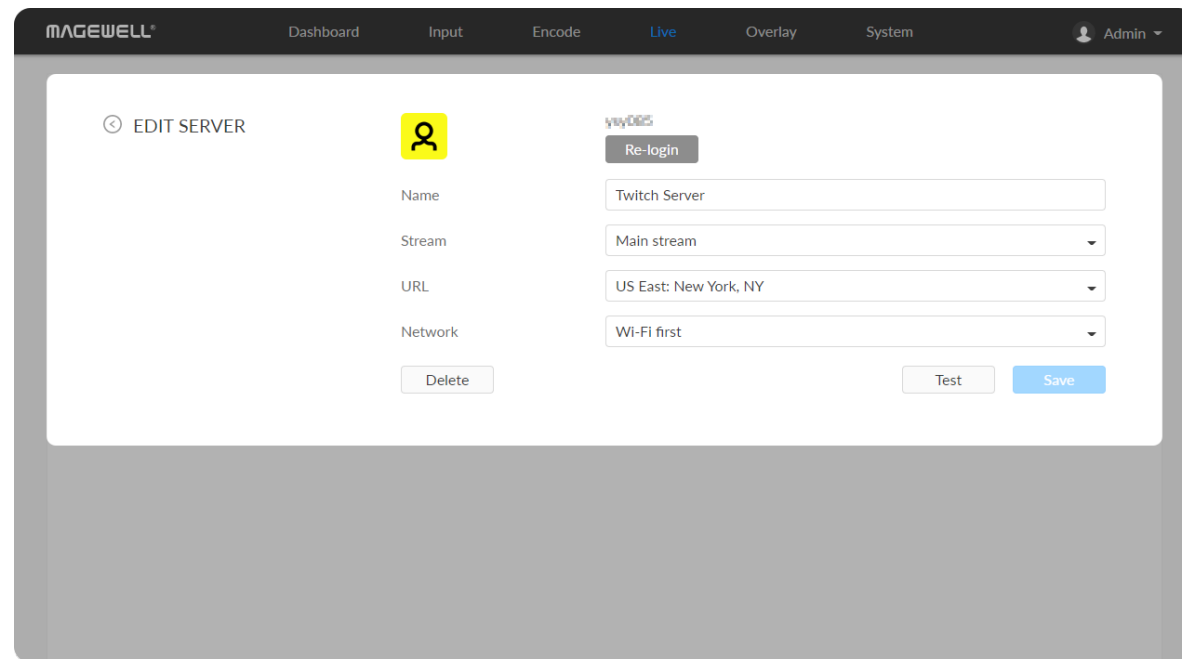 MAGEWELL®
Dashboard Input Encode Live Overlay System Admin
EDIT SERVER
Re-login
Name Twitch Server
Stream Main stream
URL US East: New York, NY
Network Wi-Fi first
Delete Test Save